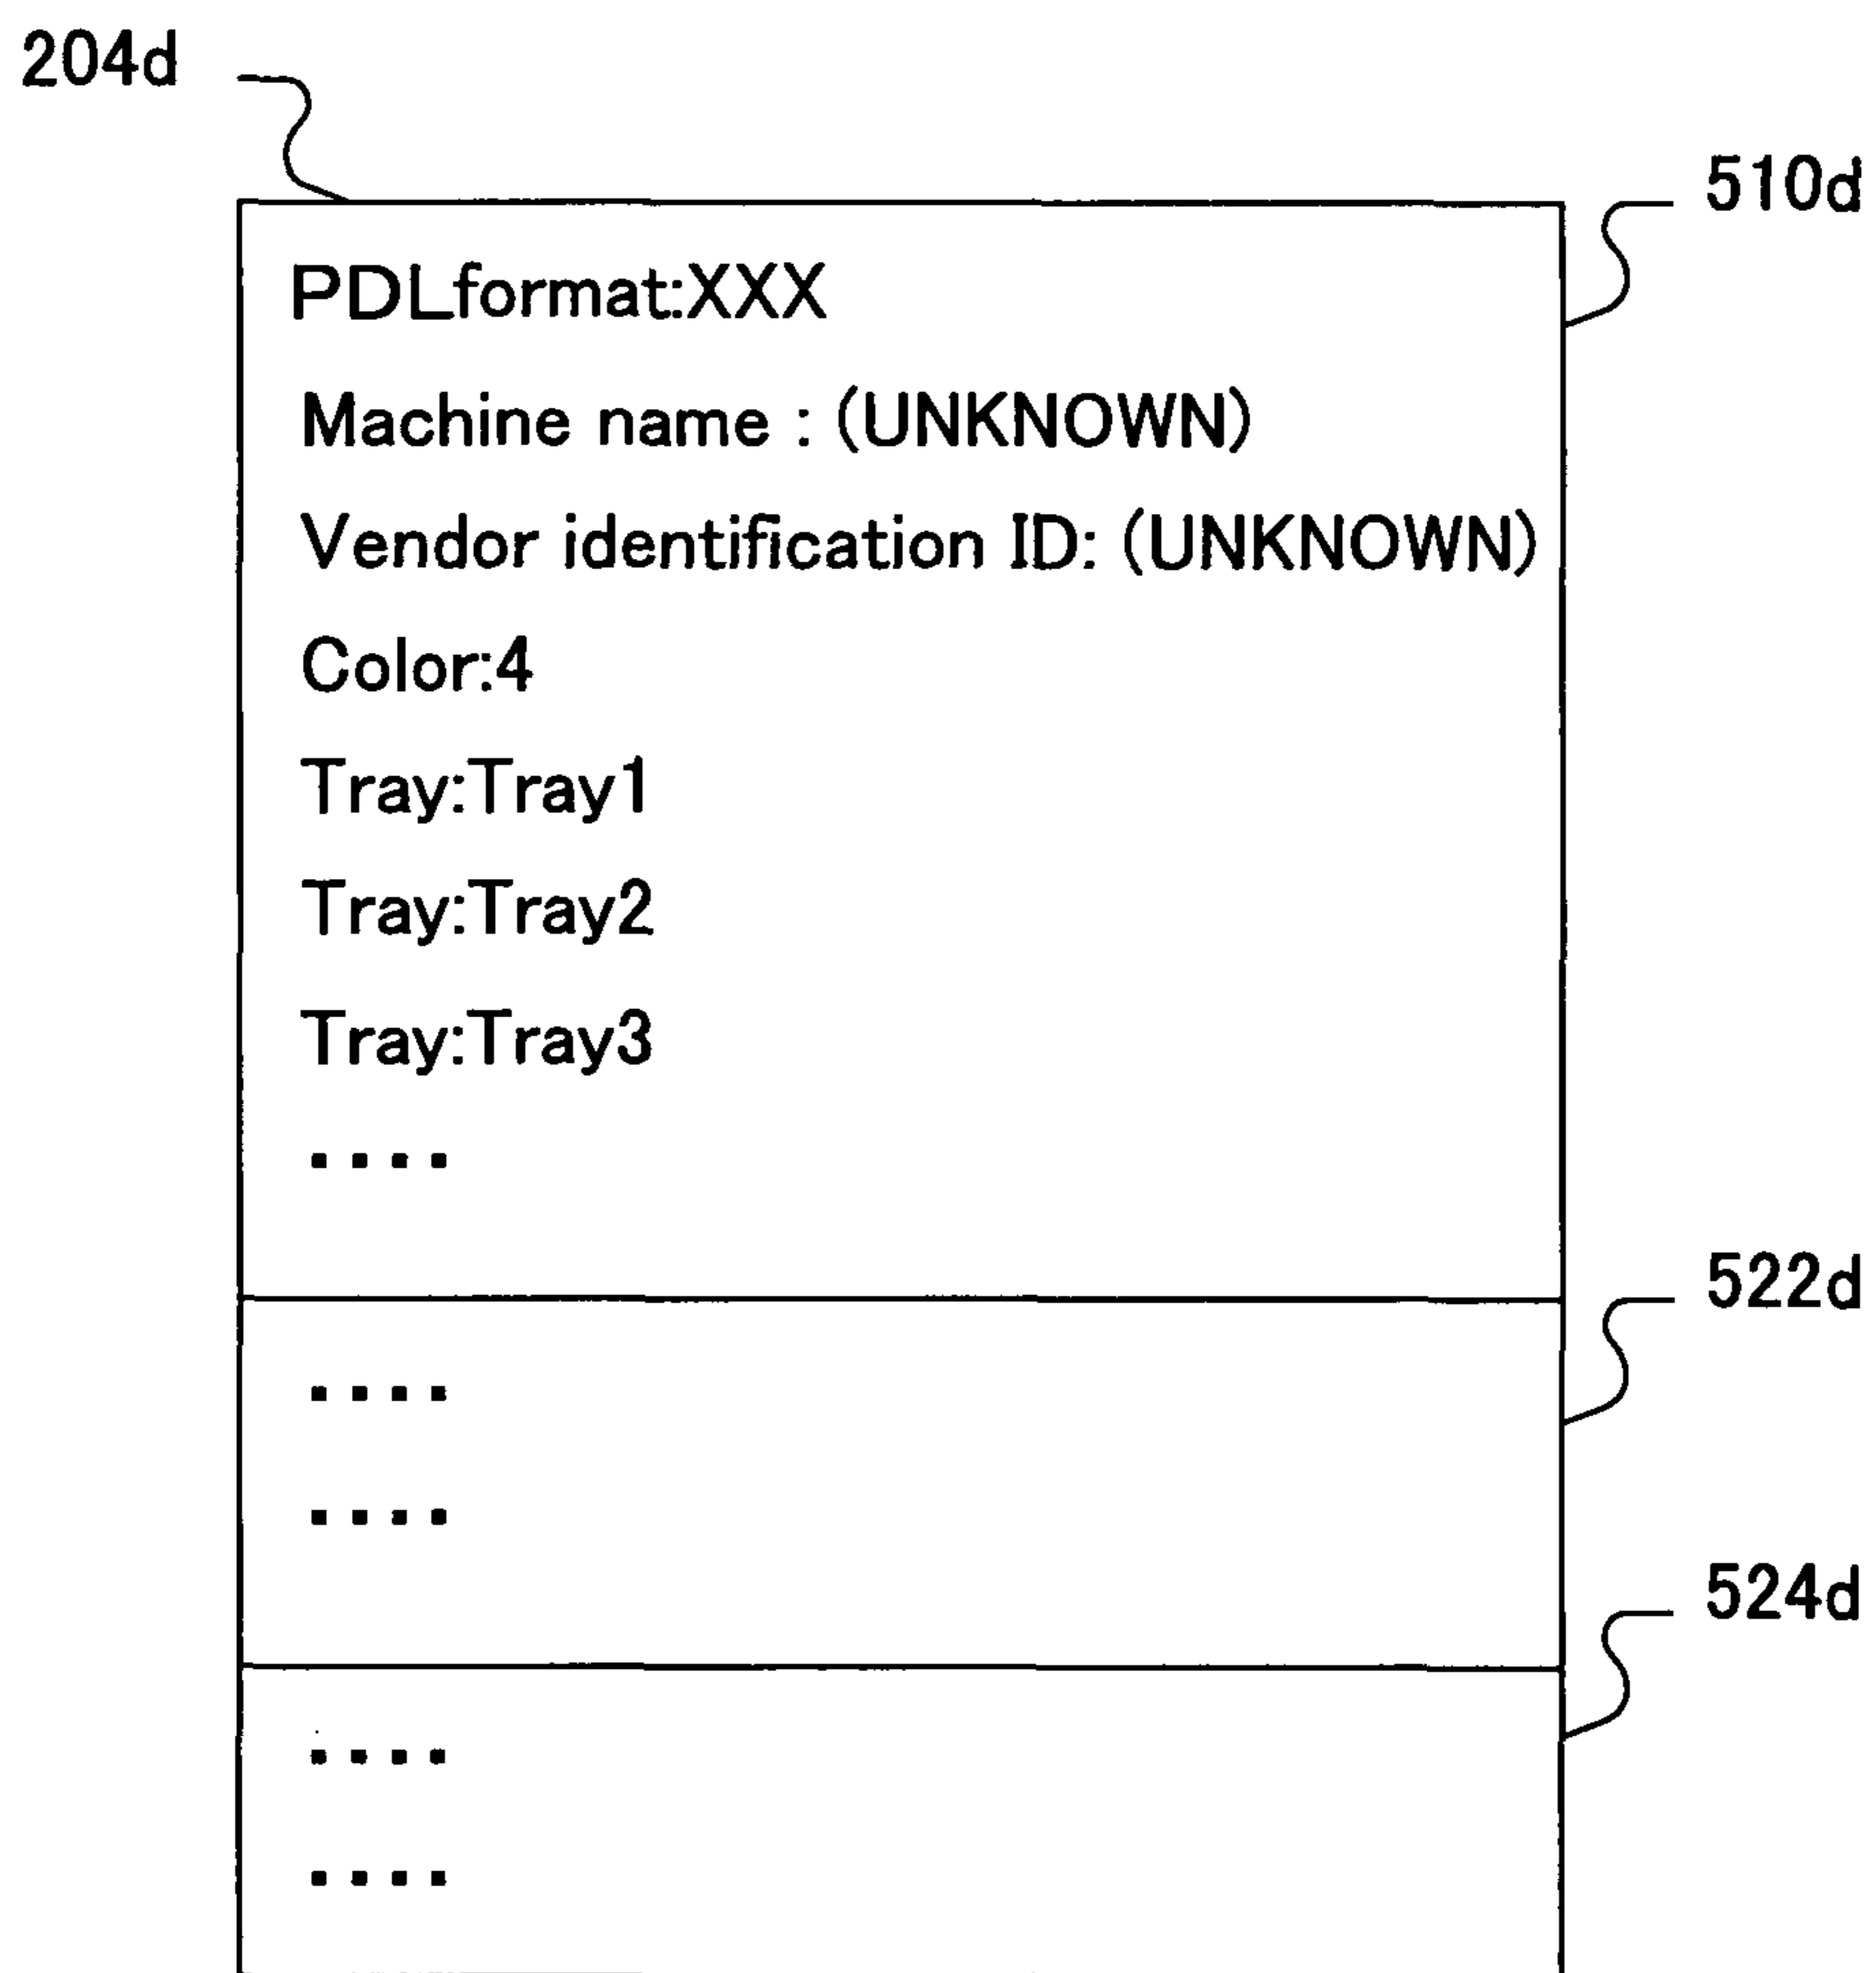 204d
510d
PDLformat:XXX
Machine name : (UNKNOWN)
Vendor identification ID: (UNKNOWN)
Color:4
Tray:Tray1
Tray:Tray2
Tray:Tray3
....
522d
....
....
524d
....
....